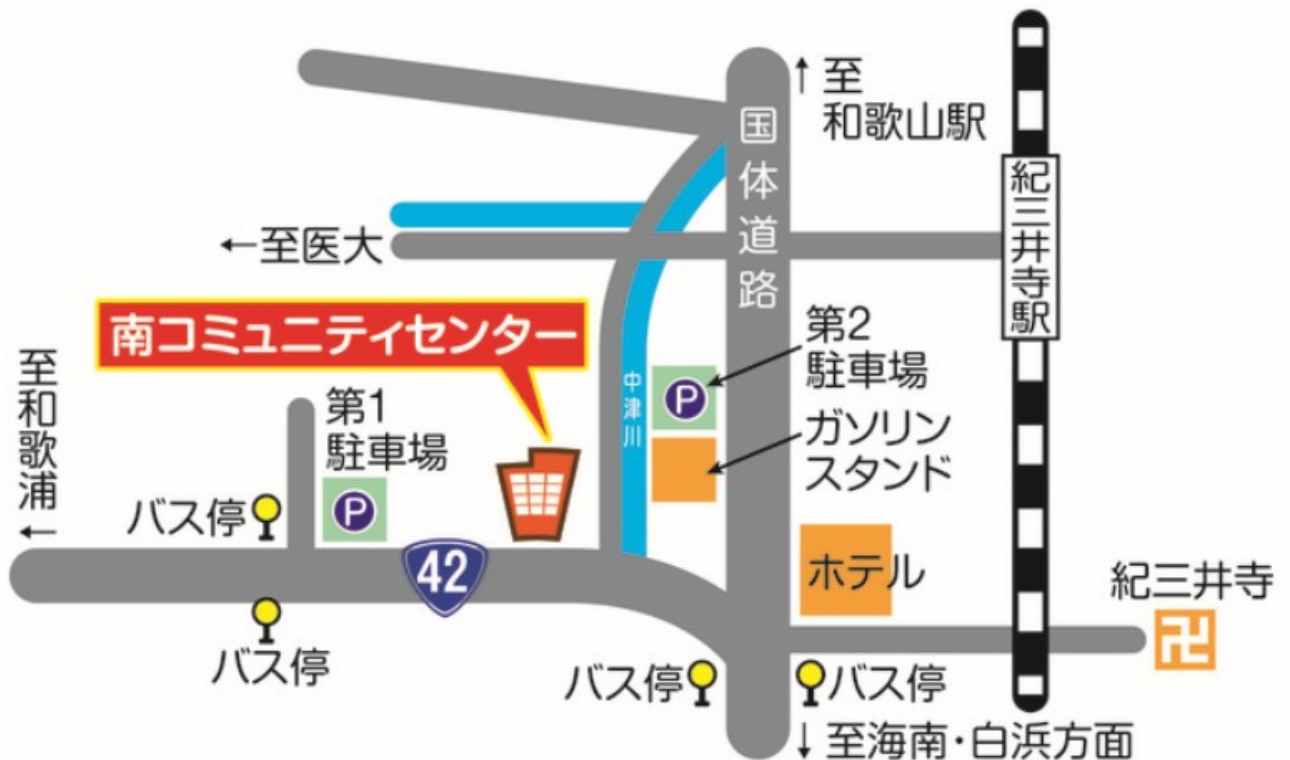 ↑ 至
和歌山駅
国体道路
紀三井寺駅
←至医大
南コミュニティセンター
第2
駐車場
至和歌浦
←
第1
駐車場
P
中津川
P
ガソリン
スタンド
バス停
42
ホテル
紀三井寺
卍
バス停
バス停
バス停
↓至海南・白浜方面